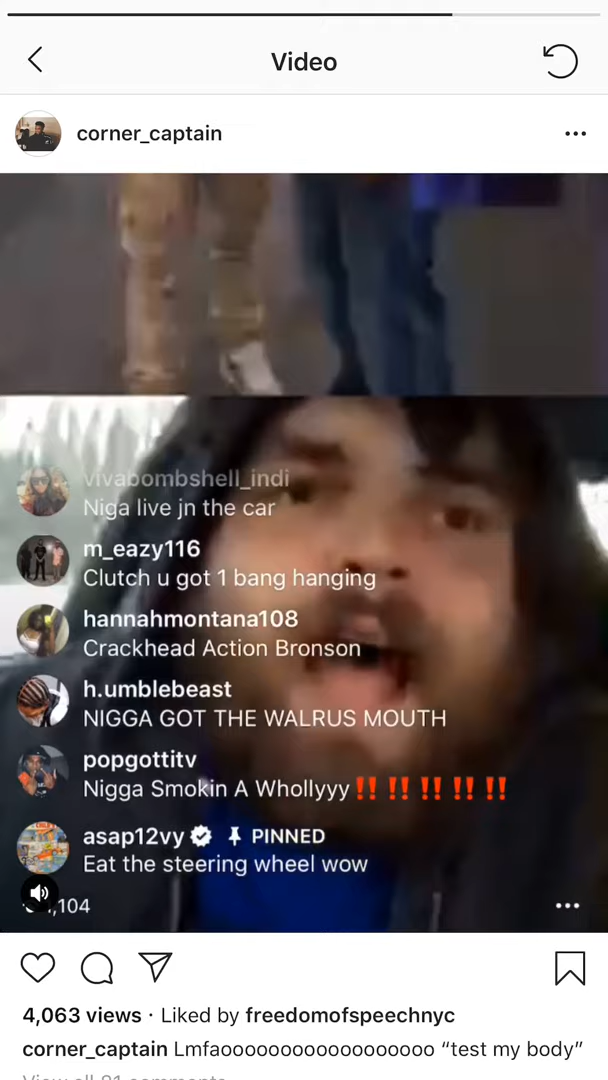 Video
corner_captain
vivabombshell_indi
Niga live jn the car
m_eazy116
Clutch u got 1 bang hanging
hannahmontana108
Crackhead Action Bronson
h.umblebeast
NIGGA GOT THE WALRUS MOUTH
popgottitv
Nigga Smokin A Whollyyy‼️ ‼️ ‼️ ‼️ ‼️
asap12vy PINNED
Eat the steering wheel wow
,104
4,063 views · Liked by freedomofspeechnyc
corner_captain Lmfaoooooooooooooooooo “test my body”
View all 81 comments